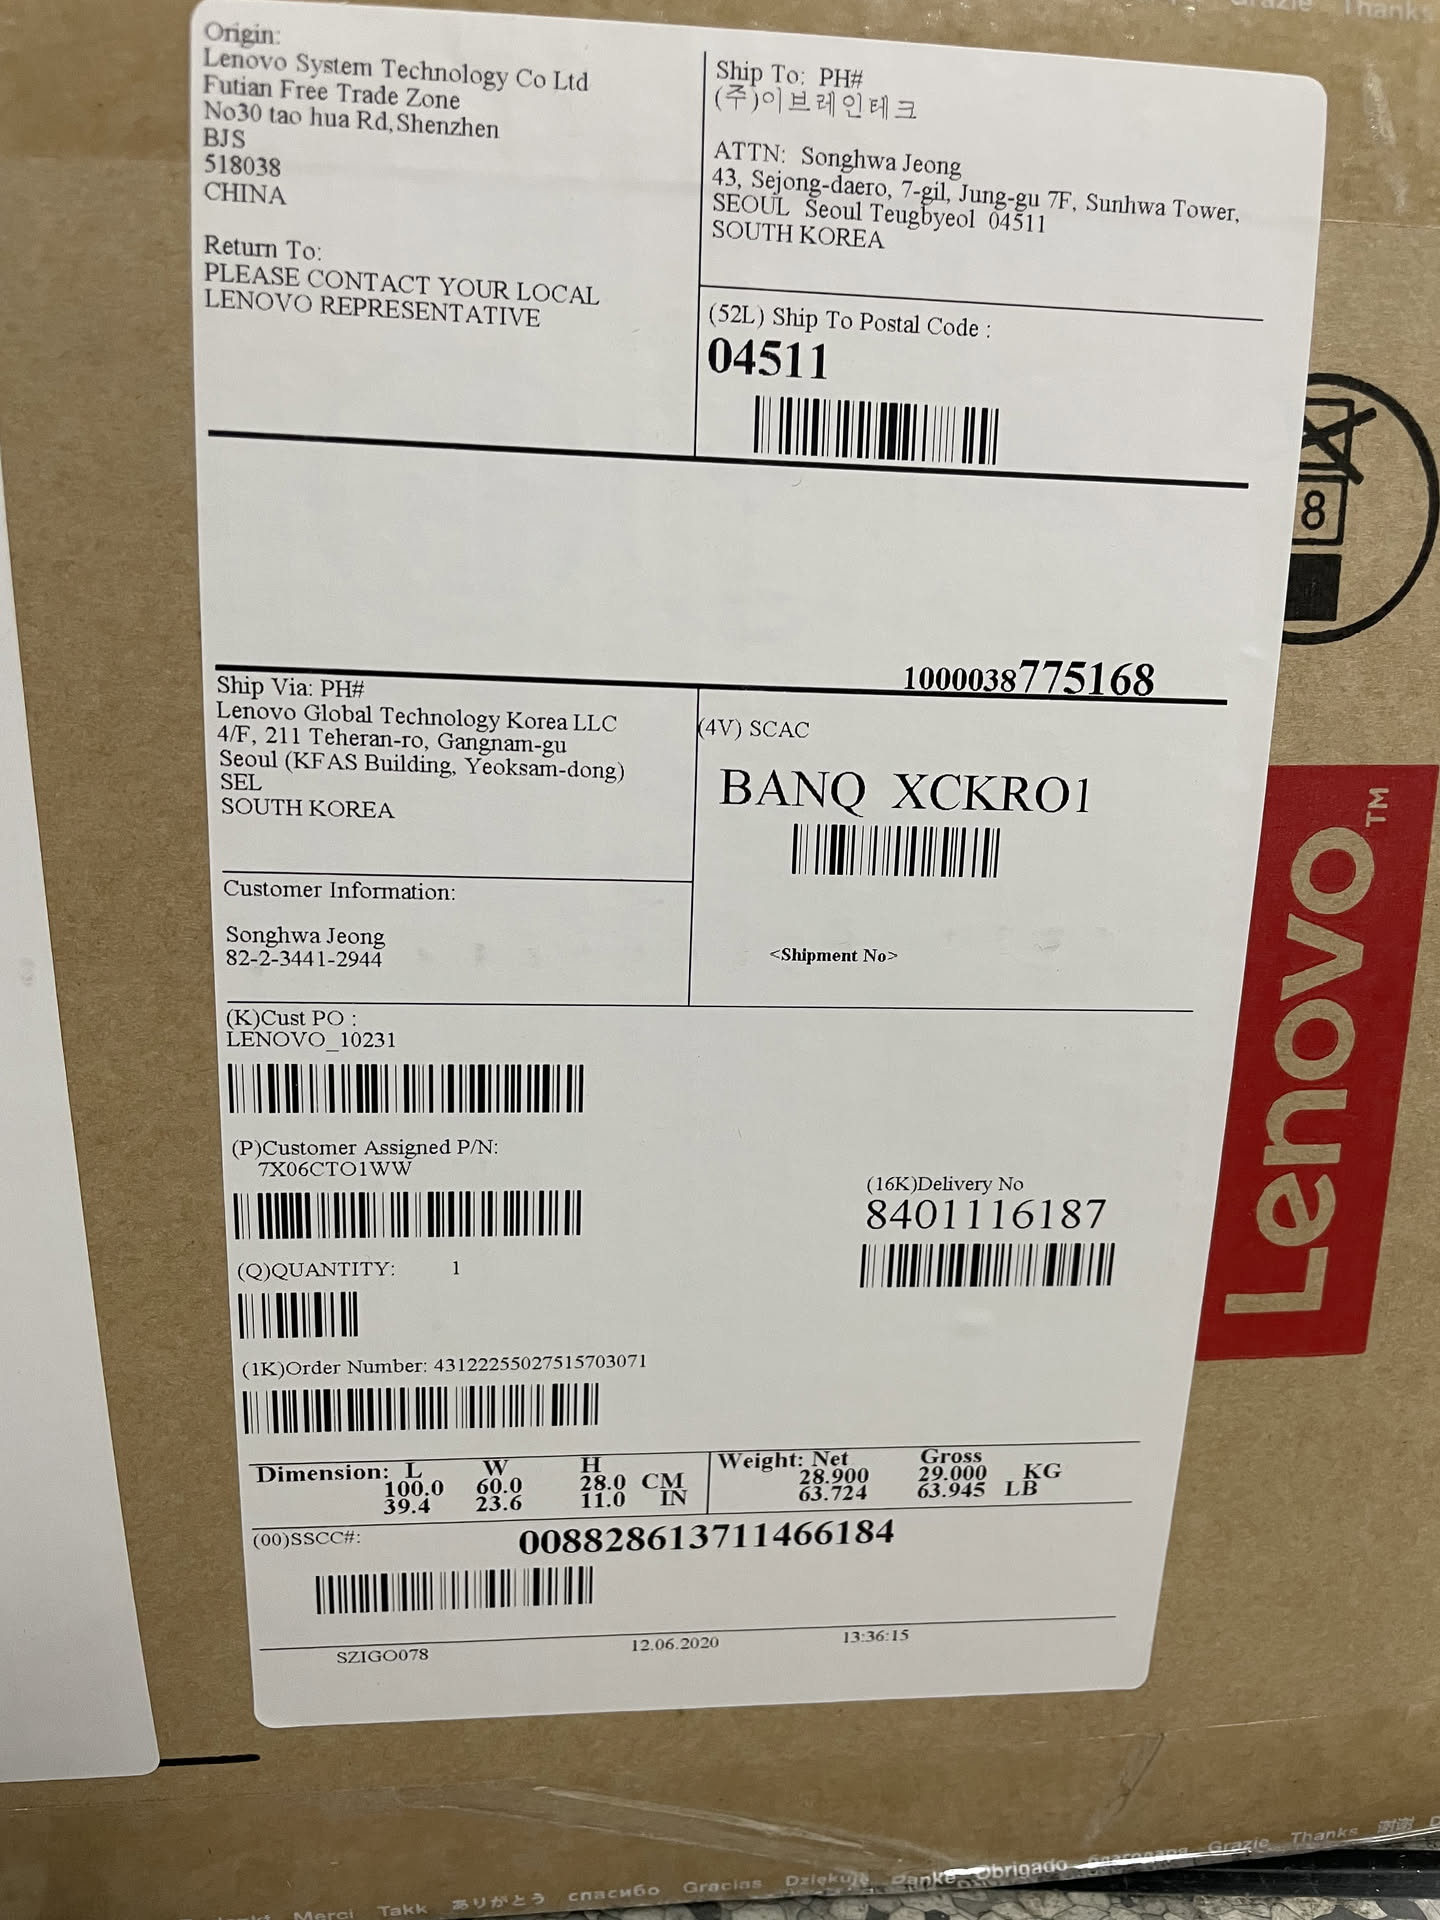 Grazie Thanks
Origin:
Lenovo System Technology Co Ltd
Futian Free Trade Zone
No30 tao hua Rd,Shenzhen
BJS
518038
CHINA
Return To:
PLEASE CONTACT YOUR LOCAL
LENOVO REPRESENTATIVE
Ship To: PH#
(주)이브레인테크
ATTN: Songhwa Jeong
43, Sejong-daero, 7-gil, Jung-gu 7F, Sunhwa Tower,
SEOUL Seoul Teugbyeol 04511
SOUTH KOREA
(52L) Ship To Postal Code :
04511
8
1000038775168
Ship Via: PH#
Lenovo Global Technology Korea LLC
4/F, 211 Teheran-ro, Gangnam-gu
Seoul (KFAS Building, Yeoksam-dong)
SEL
SOUTH KOREA
(4V) SCAC
BANQ XCKRO1
<Shipment No>
Customer Information:
Songhwa Jeong
82-2-3441-2944
(K)Cust PO :
LENOVO_10231
(P)Customer Assigned P/N:
7X06CTO1WW
(16K)Delivery No
8401116187
(Q)QUANTITY: 1
(1K)Order Number: 43122255027515703071
Dimension: L W H
100.0 60.0 28.0 CM
39.4 23.6 11.0 IN
Weight: Net Gross
28.900 29.000 KG
63.724 63.945 LB
(00)SSCC#: 008828613711466184
SZIGO078 12.06.2020 13:36:15
Lenovo™
Merci Takk ありがとう спасибо Gracias Dziękuję Danke Obrigado благодаря Grazie Thanks 谢谢